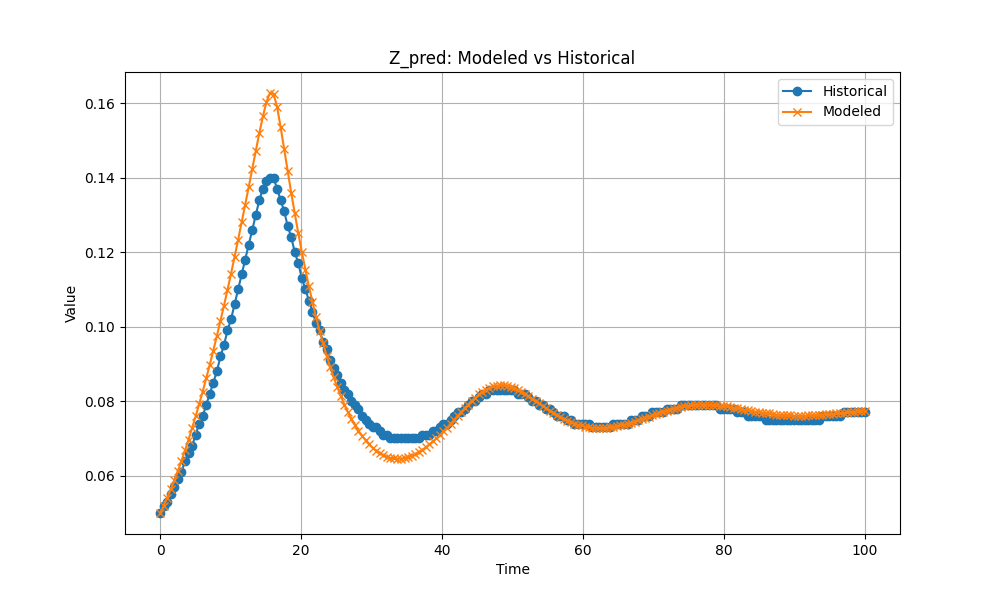 Z_pred: Modeled vs Historical
Historical
Modeled
Value
0.16
0.14
0.12
0.10
0.08
0.06
0 20 40 60 80 100
Time